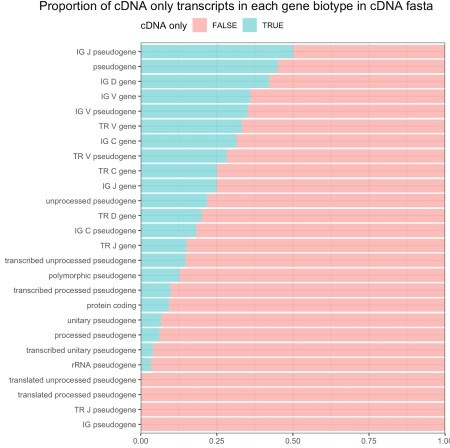 Proportion of cDNA only transcripts in each gene biotype in cDNA fasta
cDNA only FALSE TRUE
IG J pseudogene
pseudogene
IG D gene
IG V gene
IG V pseudogene
TR V gene
IG C gene
TR V pseudogene
TR C gene
IG J gene
unprocessed pseudogene
TR D gene
IG C pseudogene
TR J gene
transcribed unprocessed pseudogene
polymorphic pseudogene
transcribed processed pseudogene
protein coding
unitary pseudogene
processed pseudogene
transcribed unitary pseudogene
rRNA pseudogene
translated unprocessed pseudogene
translated processed pseudogene
TR J pseudogene
IG pseudogene
0.00 0.25 0.50 0.75 1.00